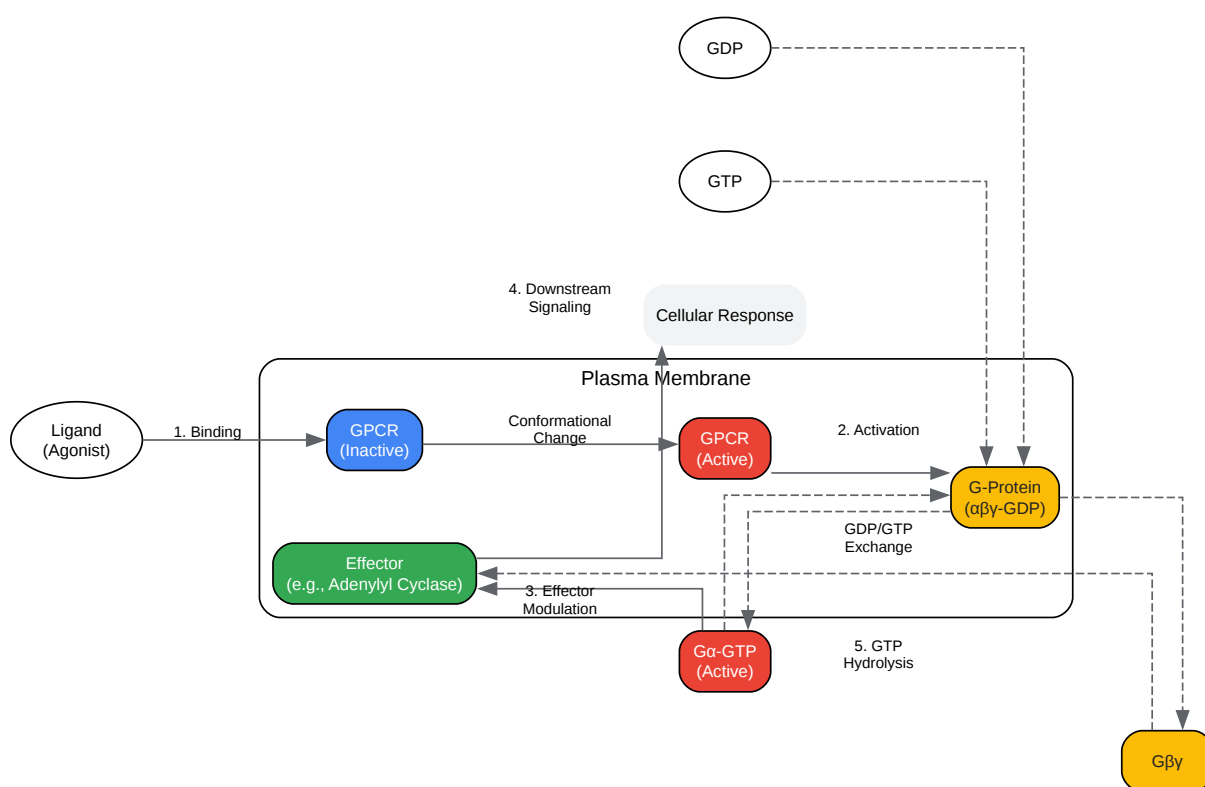 GDP
GTP
4. Downstream
Signaling
Cellular Response
Plasma Membrane
Ligand
(Agonist)
1. Binding
GPCR
(Inactive)
Conformational
Change
GPCR
(Active)
2. Activation
G-Protein
(αβγ-GDP)
GDP/GTP
Exchange
Effector
(e.g., Adenylyl Cyclase)
3. Effector
Modulation
Gα-GTP
(Active)
5. GTP
Hydrolysis
Gβγ